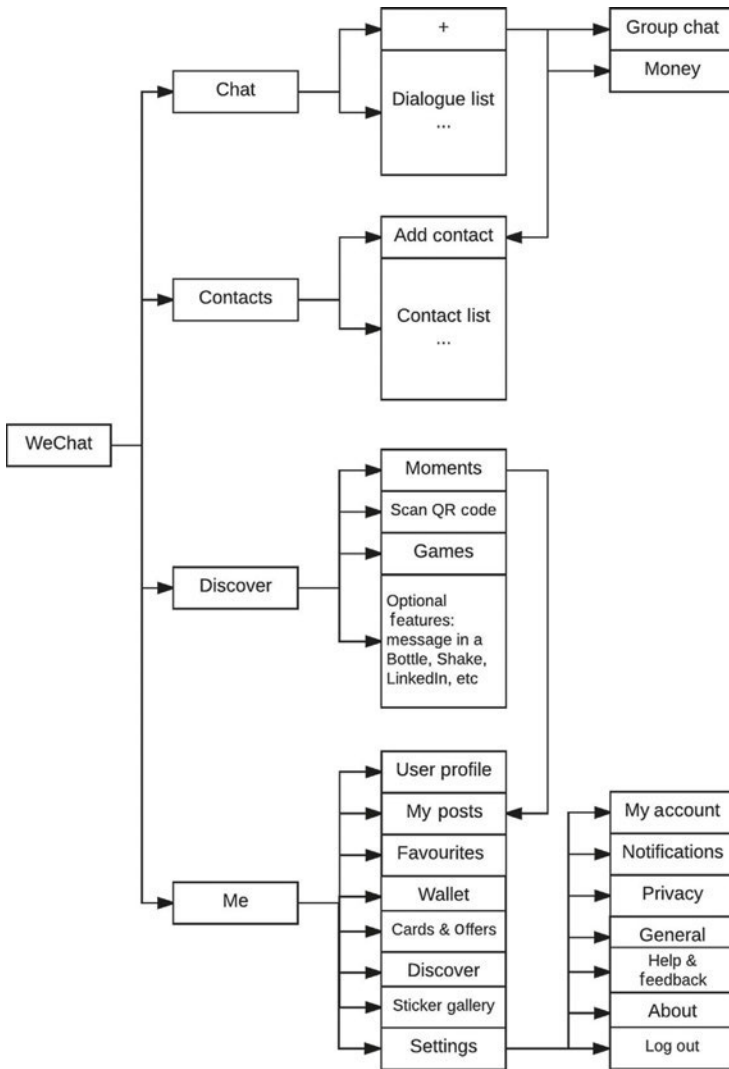 +
Group chat
Money
Chat
Dialogue list
...
Add contact
Contacts
Contact list
...
WeChat
Moments
Scan QR code
Games
Discover
Optional
features:
message in a
Bottle, Shake,
LinkedIn, etc
User profile
My posts
Favourites
Me
Wallet
Cards & Offers
Discover
Sticker gallery
Settings
My account
Notifications
Privacy
General
Help &
feedback
About
Log out